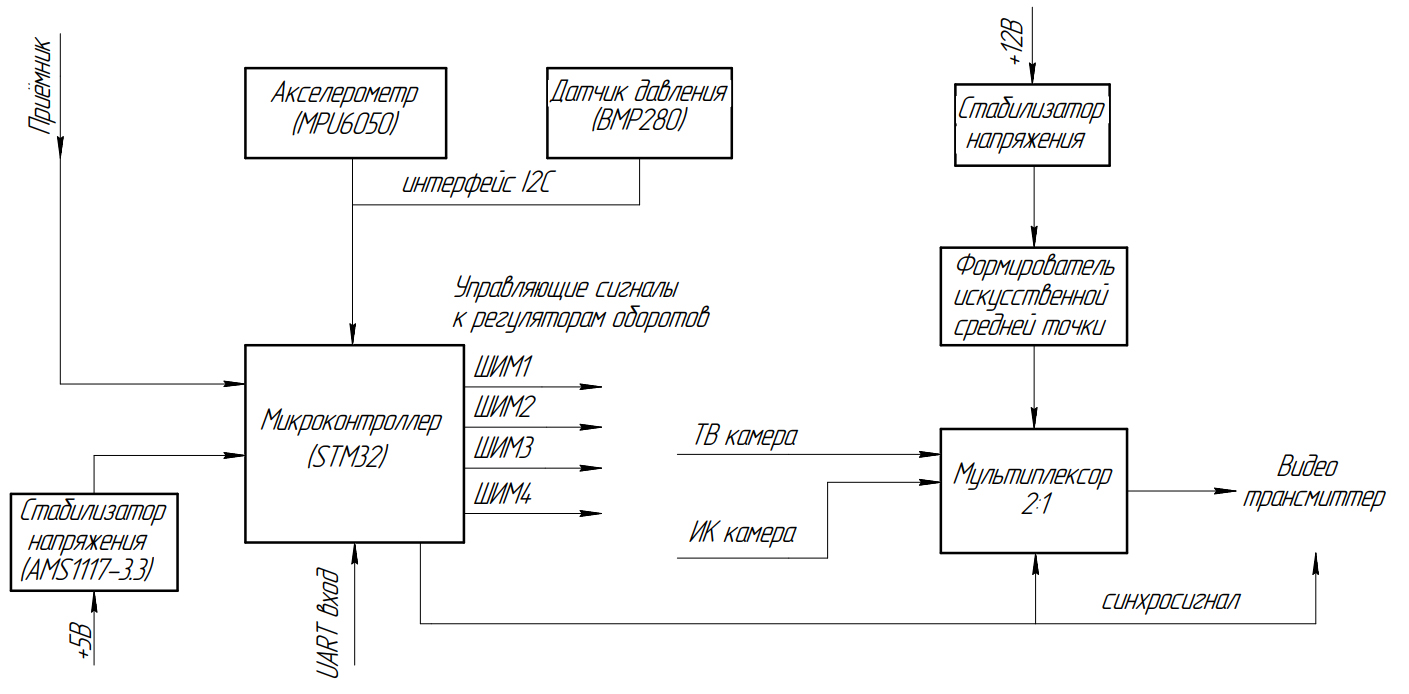 Приёмник
Акселерометр
(MPU6050)
Датчик давления
(BMP280)
интерфейс I2C
+12В
Стабилизатор
напряжения
Формирователь
искусственной
средней точки
Управляющие сигналы
к регуляторам оборотов
Микроконтроллер
(STM32)
ШИМ1
ШИМ2
ШИМ3
ШИМ4
Стабилизатор
напряжения
(AMS1117-3.3)
+5В
UART вход
ТВ камера
ИК камера
Мультиплексор
2:1
Видео
трансмиттер
синхросигнал